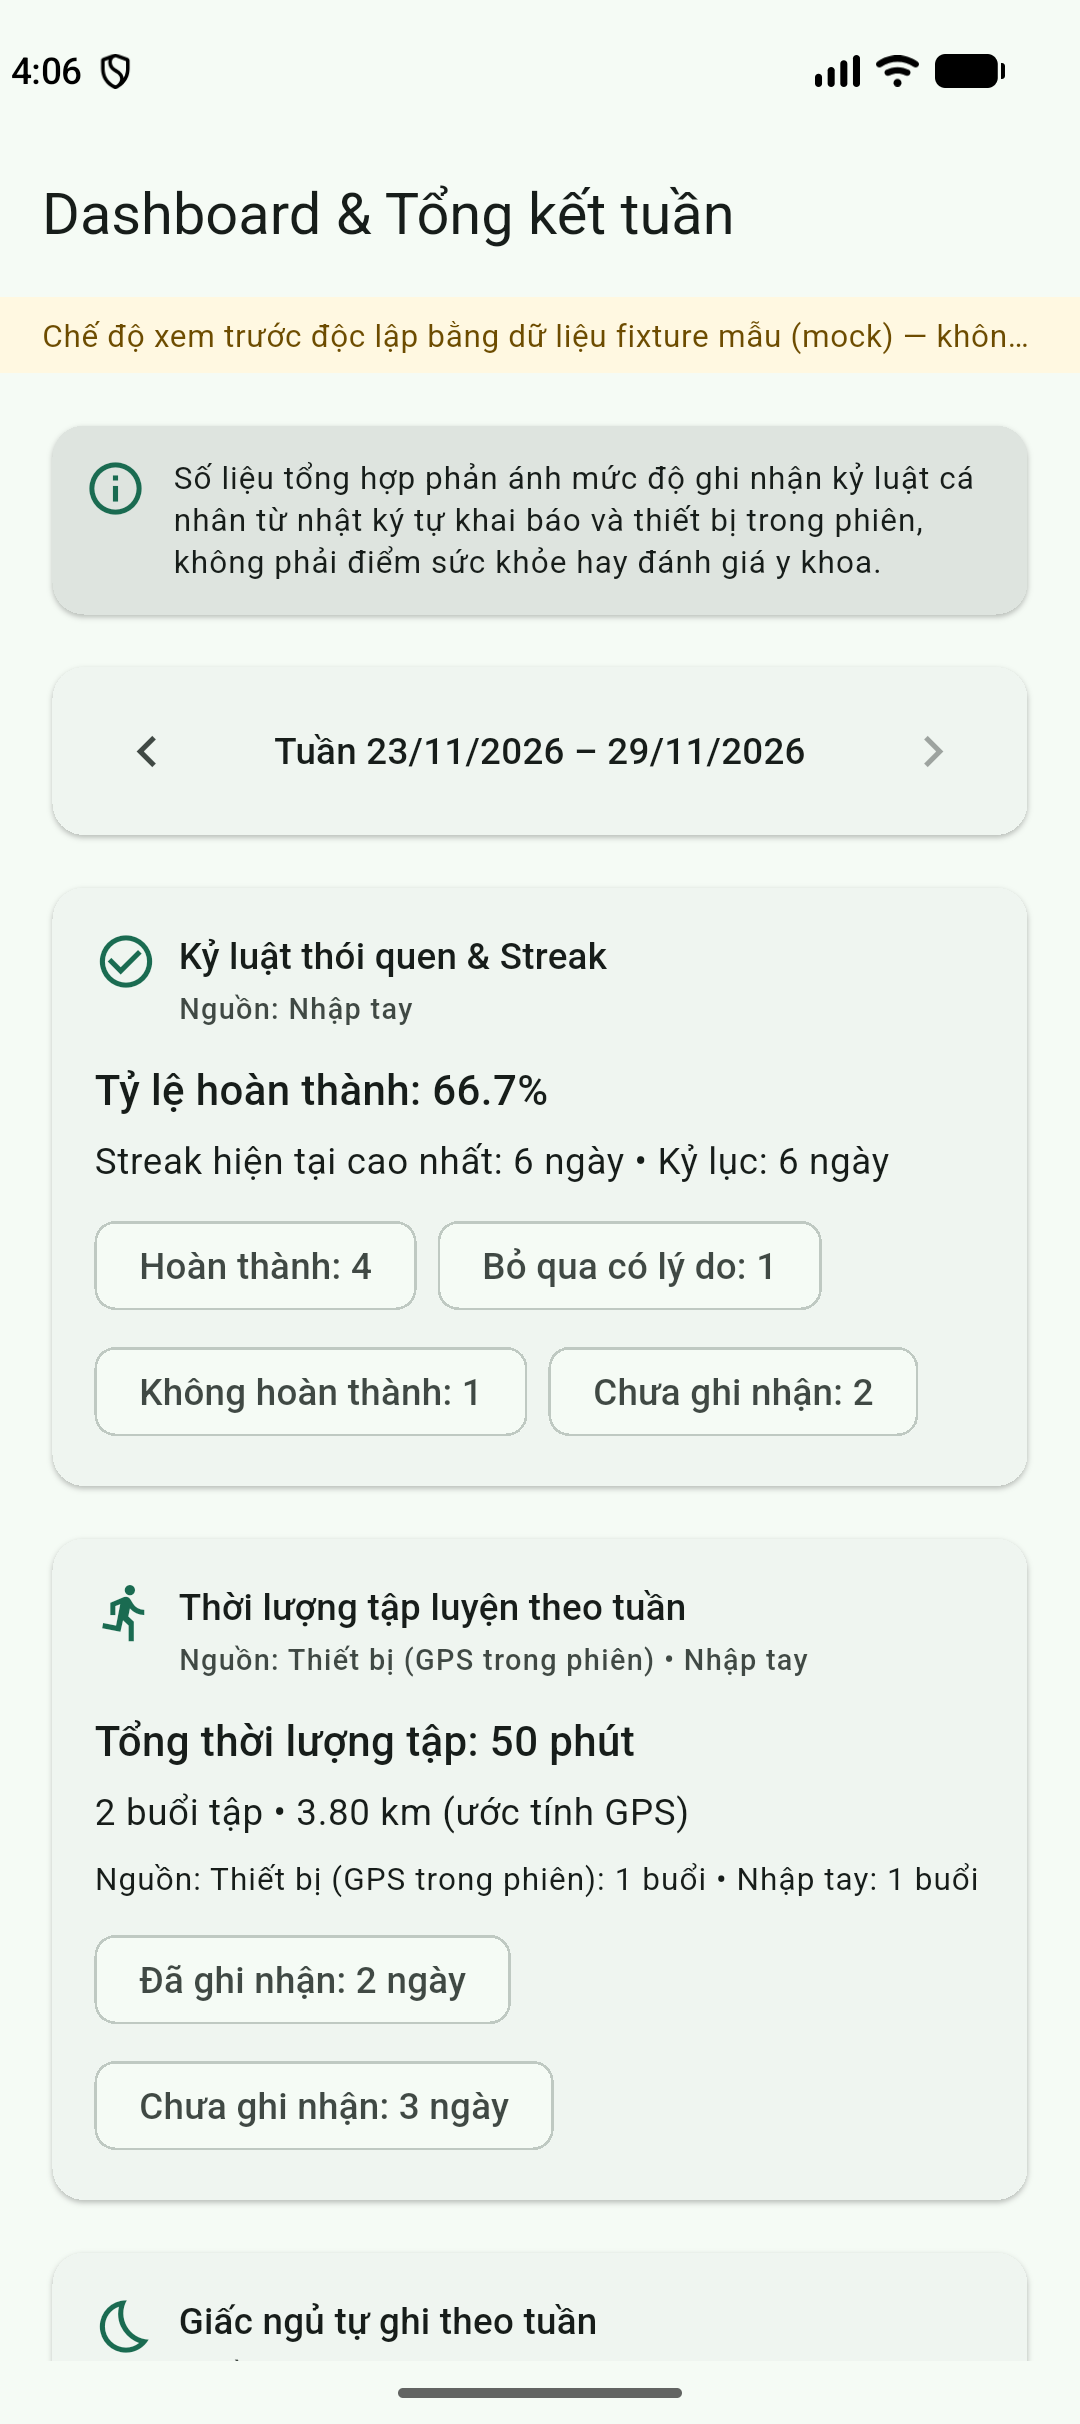 4:06
Dashboard & Tổng kết tuần
Chế độ xem trước độc lập bằng dữ liệu fixture mẫu (mock) — khôn...
Số liệu tổng hợp phản ánh mức độ ghi nhận kỷ luật cá
nhân từ nhật ký tự khai báo và thiết bị trong phiên,
không phải điểm sức khỏe hay đánh giá y khoa.
Tuần 23/11/2026 – 29/11/2026
Kỷ luật thói quen & Streak
Nguồn: Nhập tay
Tỷ lệ hoàn thành: 66.7%
Streak hiện tại cao nhất: 6 ngày • Kỷ lục: 6 ngày
Hoàn thành: 4
Bỏ qua có lý do: 1
Không hoàn thành: 1
Chưa ghi nhận: 2
Thời lượng tập luyện theo tuần
Nguồn: Thiết bị (GPS trong phiên) • Nhập tay
Tổng thời lượng tập: 50 phút
2 buổi tập • 3.80 km (ước tính GPS)
Nguồn: Thiết bị (GPS trong phiên): 1 buổi • Nhập tay: 1 buổi
Đã ghi nhận: 2 ngày
Chưa ghi nhận: 3 ngày
Giấc ngủ tự ghi theo tuần